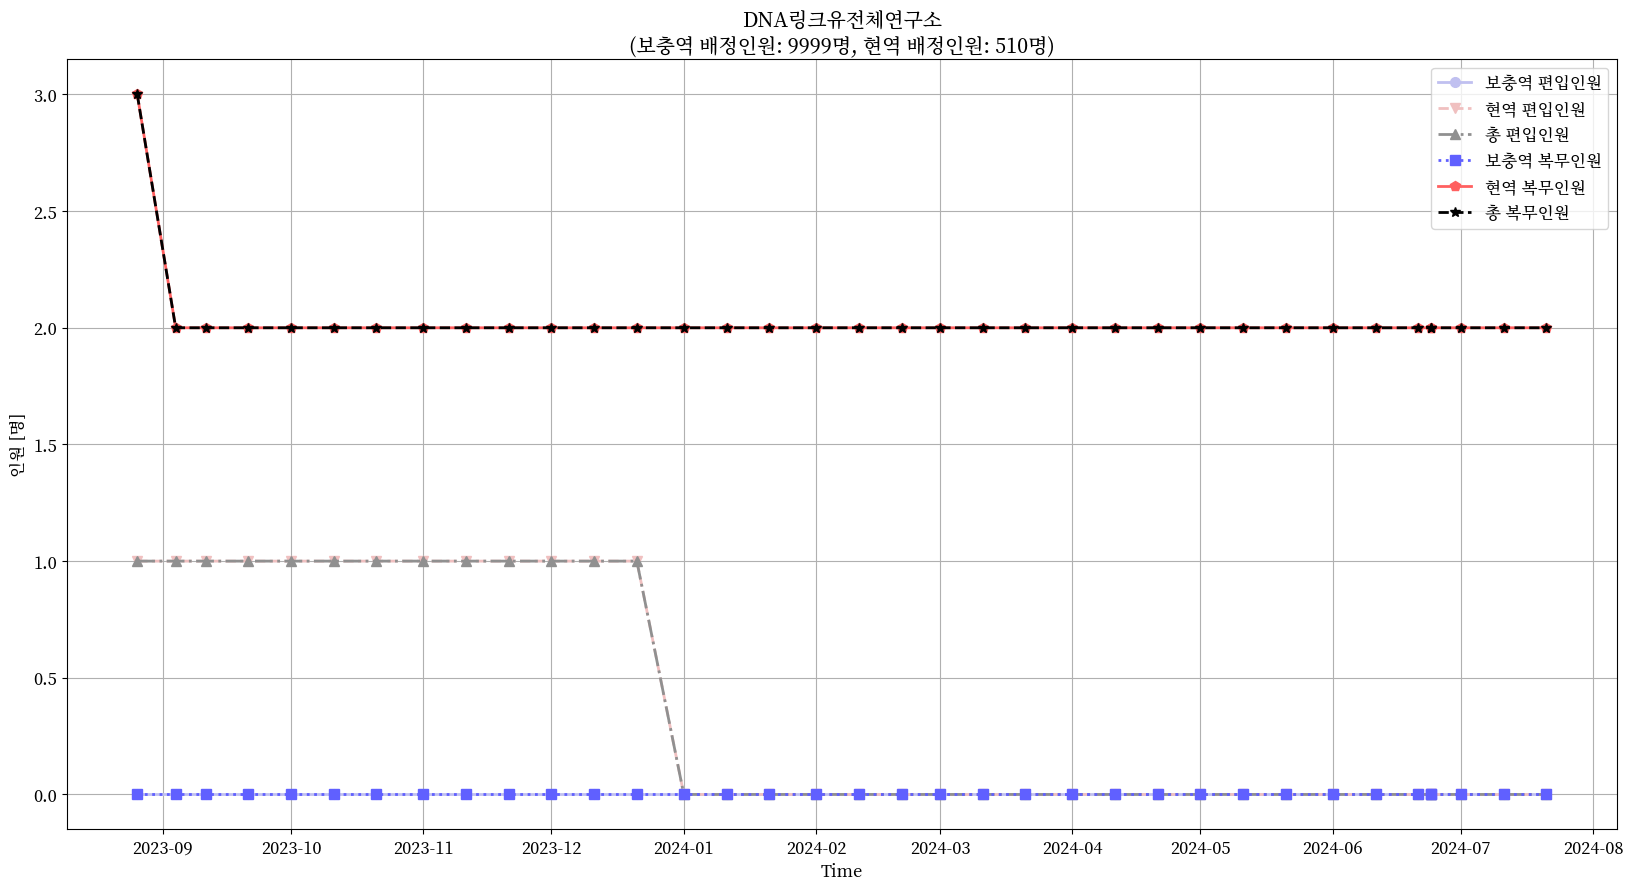 DNA링크유전체연구소
(보충역 배정인원: 9999명, 현역 배정인원: 510명)
보충역 편입인원
현역 편입인원
총 편입인원
보충역 복무인원
현역 복무인원
총 복무인원
인원 [명]
3.0
2.5
2.0
1.5
1.0
0.5
0.0
2023-09 2023-10 2023-11 2023-12 2024-01 2024-02 2024-03 2024-04 2024-05 2024-06 2024-07 2024-08
Time